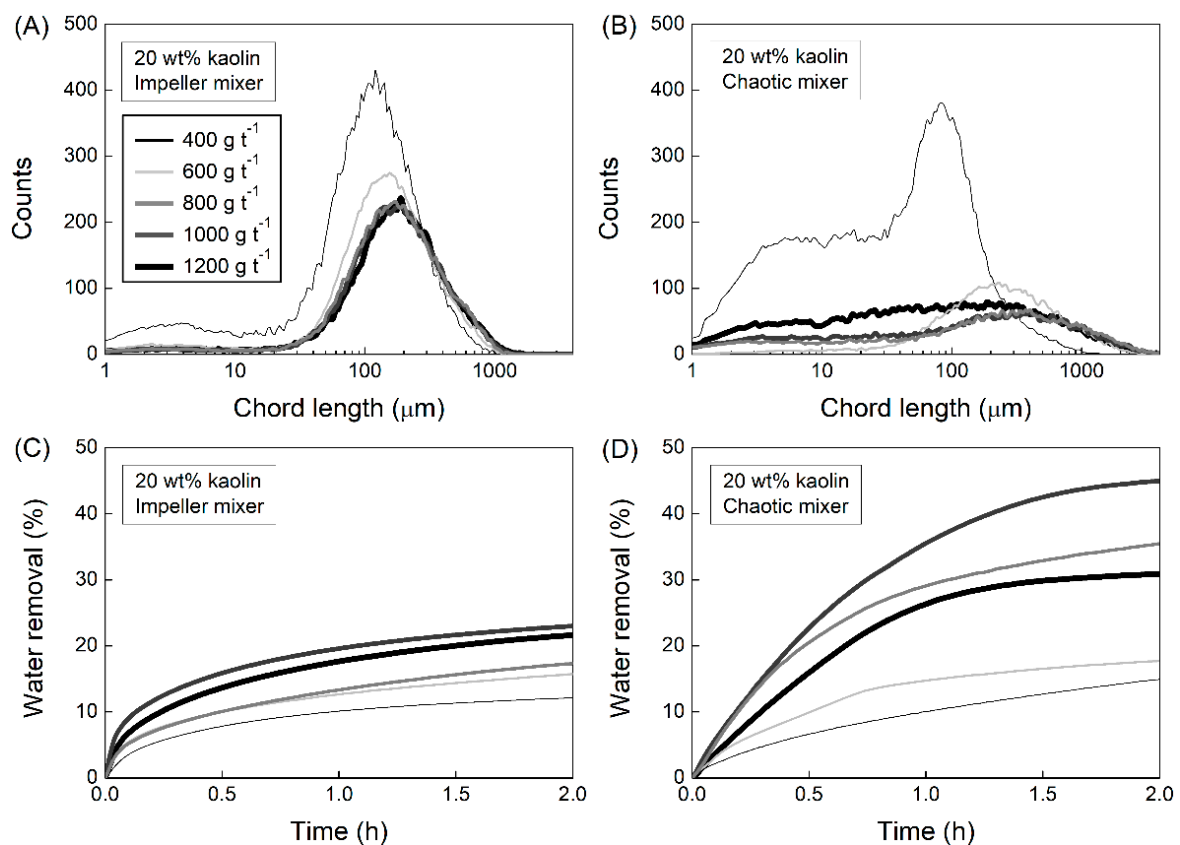 (A)
500
400
300
200
100
0
Counts
20 wt% kaolin
Impeller mixer
400 g t⁻¹
600 g t⁻¹
800 g t⁻¹
1000 g t⁻¹
1200 g t⁻¹
1 10 100 1000
Chord length (μm)
(B)
500
400
300
200
100
0
Counts
20 wt% kaolin
Chaotic mixer
1 10 100 1000
Chord length (μm)
(C)
50
40
30
20
10
0
Water removal (%)
20 wt% kaolin
Impeller mixer
0.0 0.5 1.0 1.5 2.0
Time (h)
(D)
50
40
30
20
10
0
Water removal (%)
20 wt% kaolin
Chaotic mixer
0.0 0.5 1.0 1.5 2.0
Time (h)